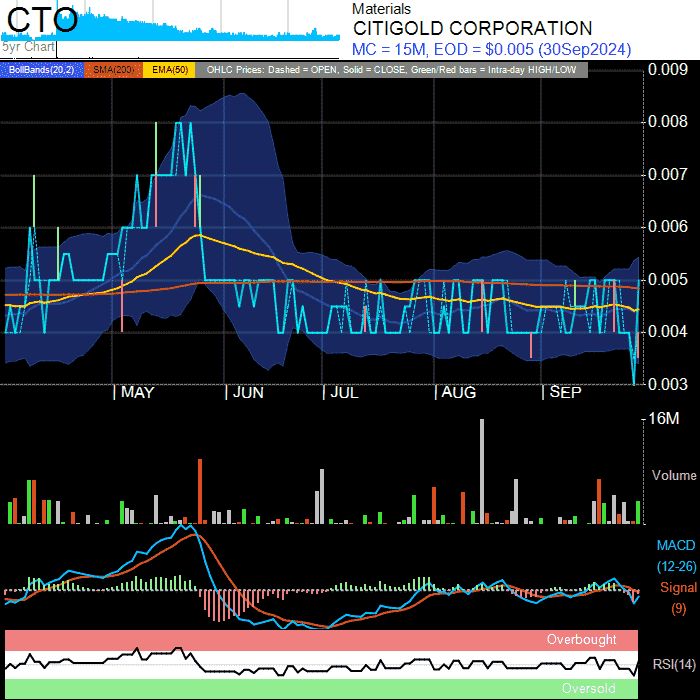 CTO
5yr Chart
Materials
CITIGOLD CORPORATION
MC = 15M, EOD = $0.005 (30Sep2024)
BollBands(20,2) SMA(200) EMA(50) OHLC Prices: Dashed = OPEN, Solid = CLOSE, Green/Red bars = Intra-day HIGH/LOW
0.009
0.008
0.007
0.006
0.005
0.004
0.003
MAY JUN JUL AUG SEP
16M
Volume
MACD
(12-26)
Signal
(9)
Overbought
RSI(14)
Oversold